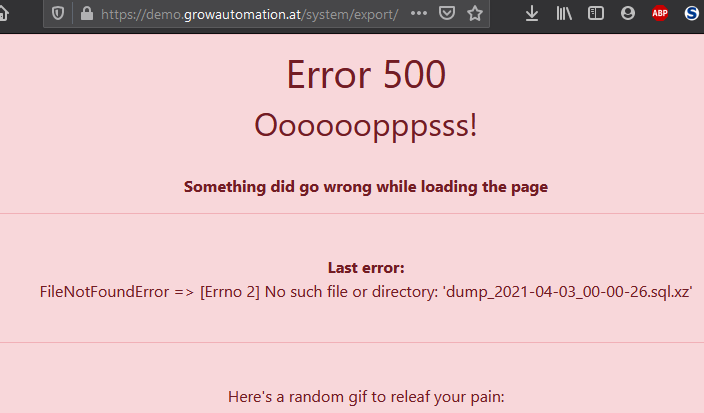 https://demo.growautomation.at/system/export/
ABP
S
Error 500
Oooooopppsss!
Something did go wrong while loading the page
Last error:
FileNotFoundError => [Errno 2] No such file or directory: 'dump_2021-04-03_00-00-26.sql.xz'
Here's a random gif to releaf your pain: